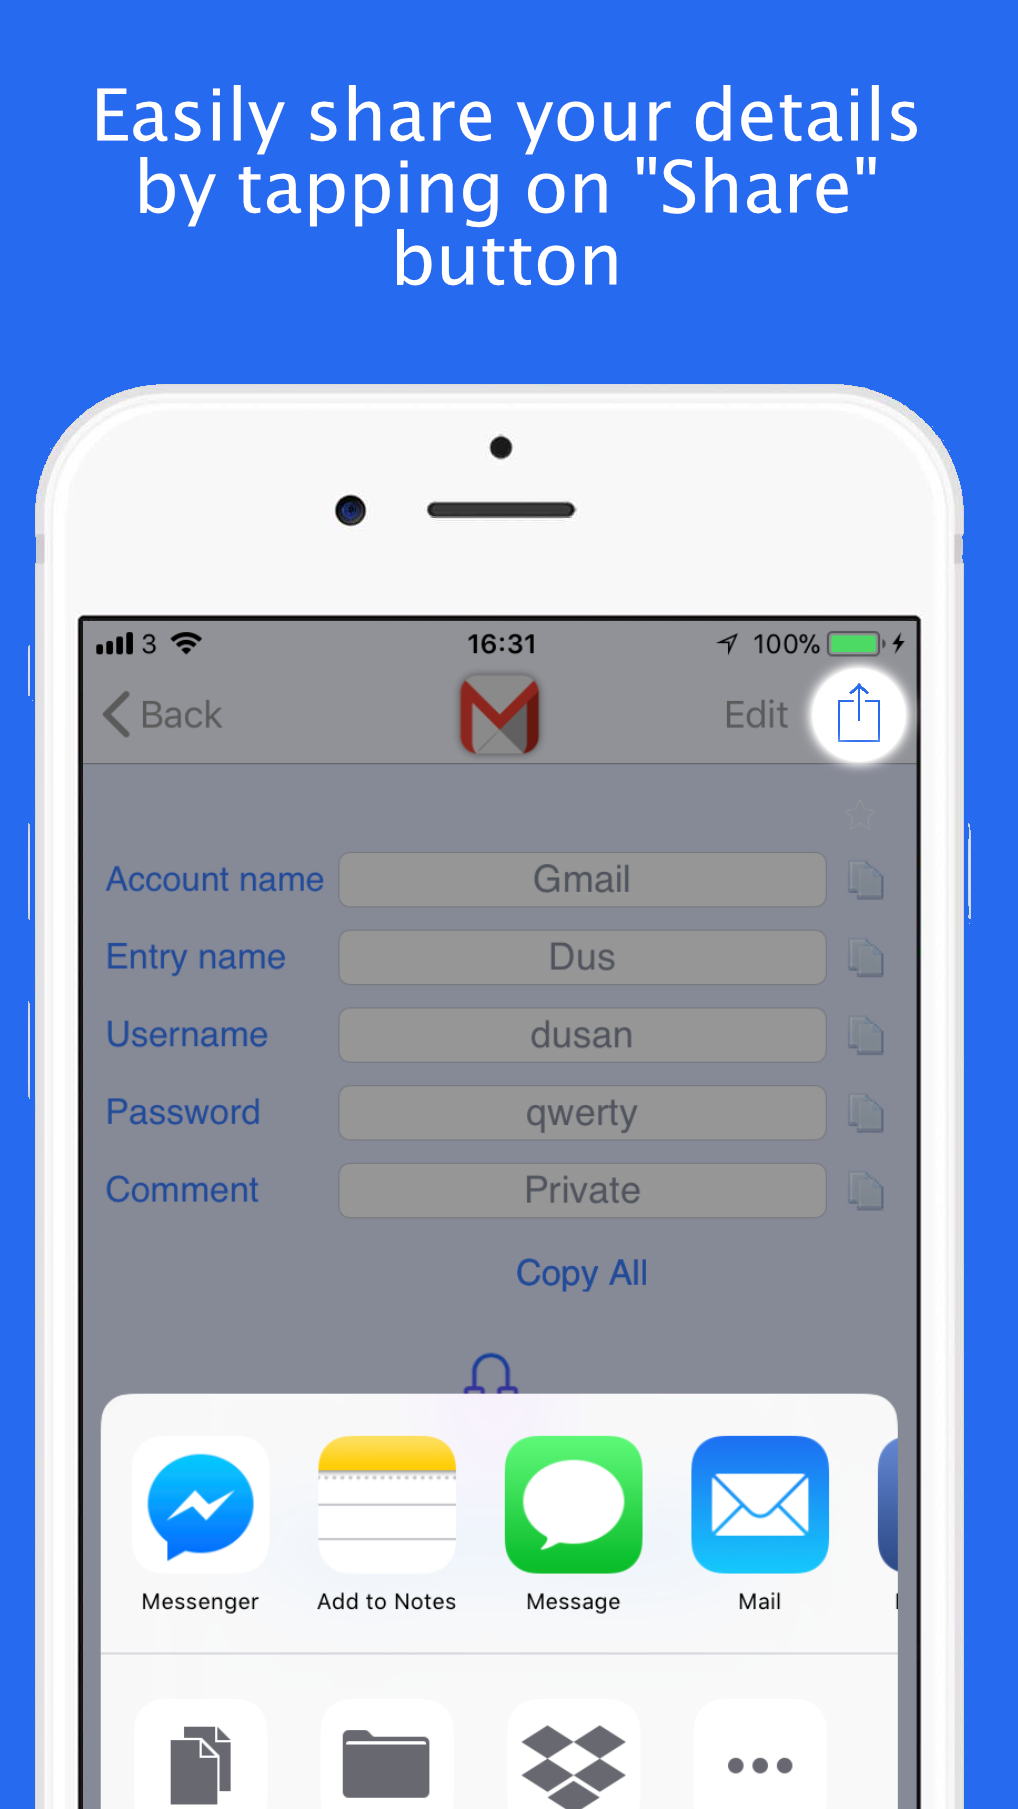 Easily share your details
by tapping on "Share"
button
3 16:31 100%
Back Edit
Account name Gmail
Entry name Dus
Username dusan
Password qwerty
Comment Private
Copy All
Messenger Add to Notes Message Mail